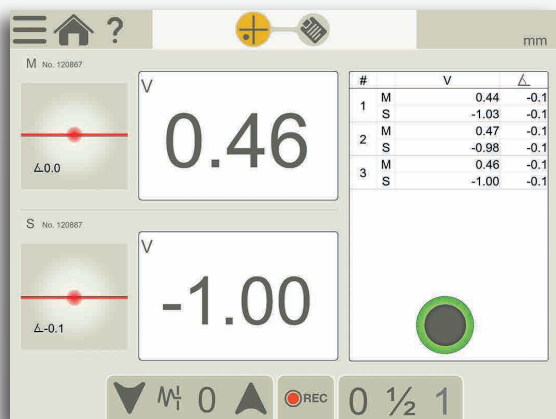 ?
mm
M No. 120867
V
0.46
∡0.0
S No. 120867
V
-1.00
∡-0.1
# V ∡
1 M 0.44 -0.1
S -1.03 -0.1
2 M 0.47 -0.1
S -0.98 -0.1
3 M 0.46 -0.1
S -1.00 -0.1
0 REC 0 ½ 1